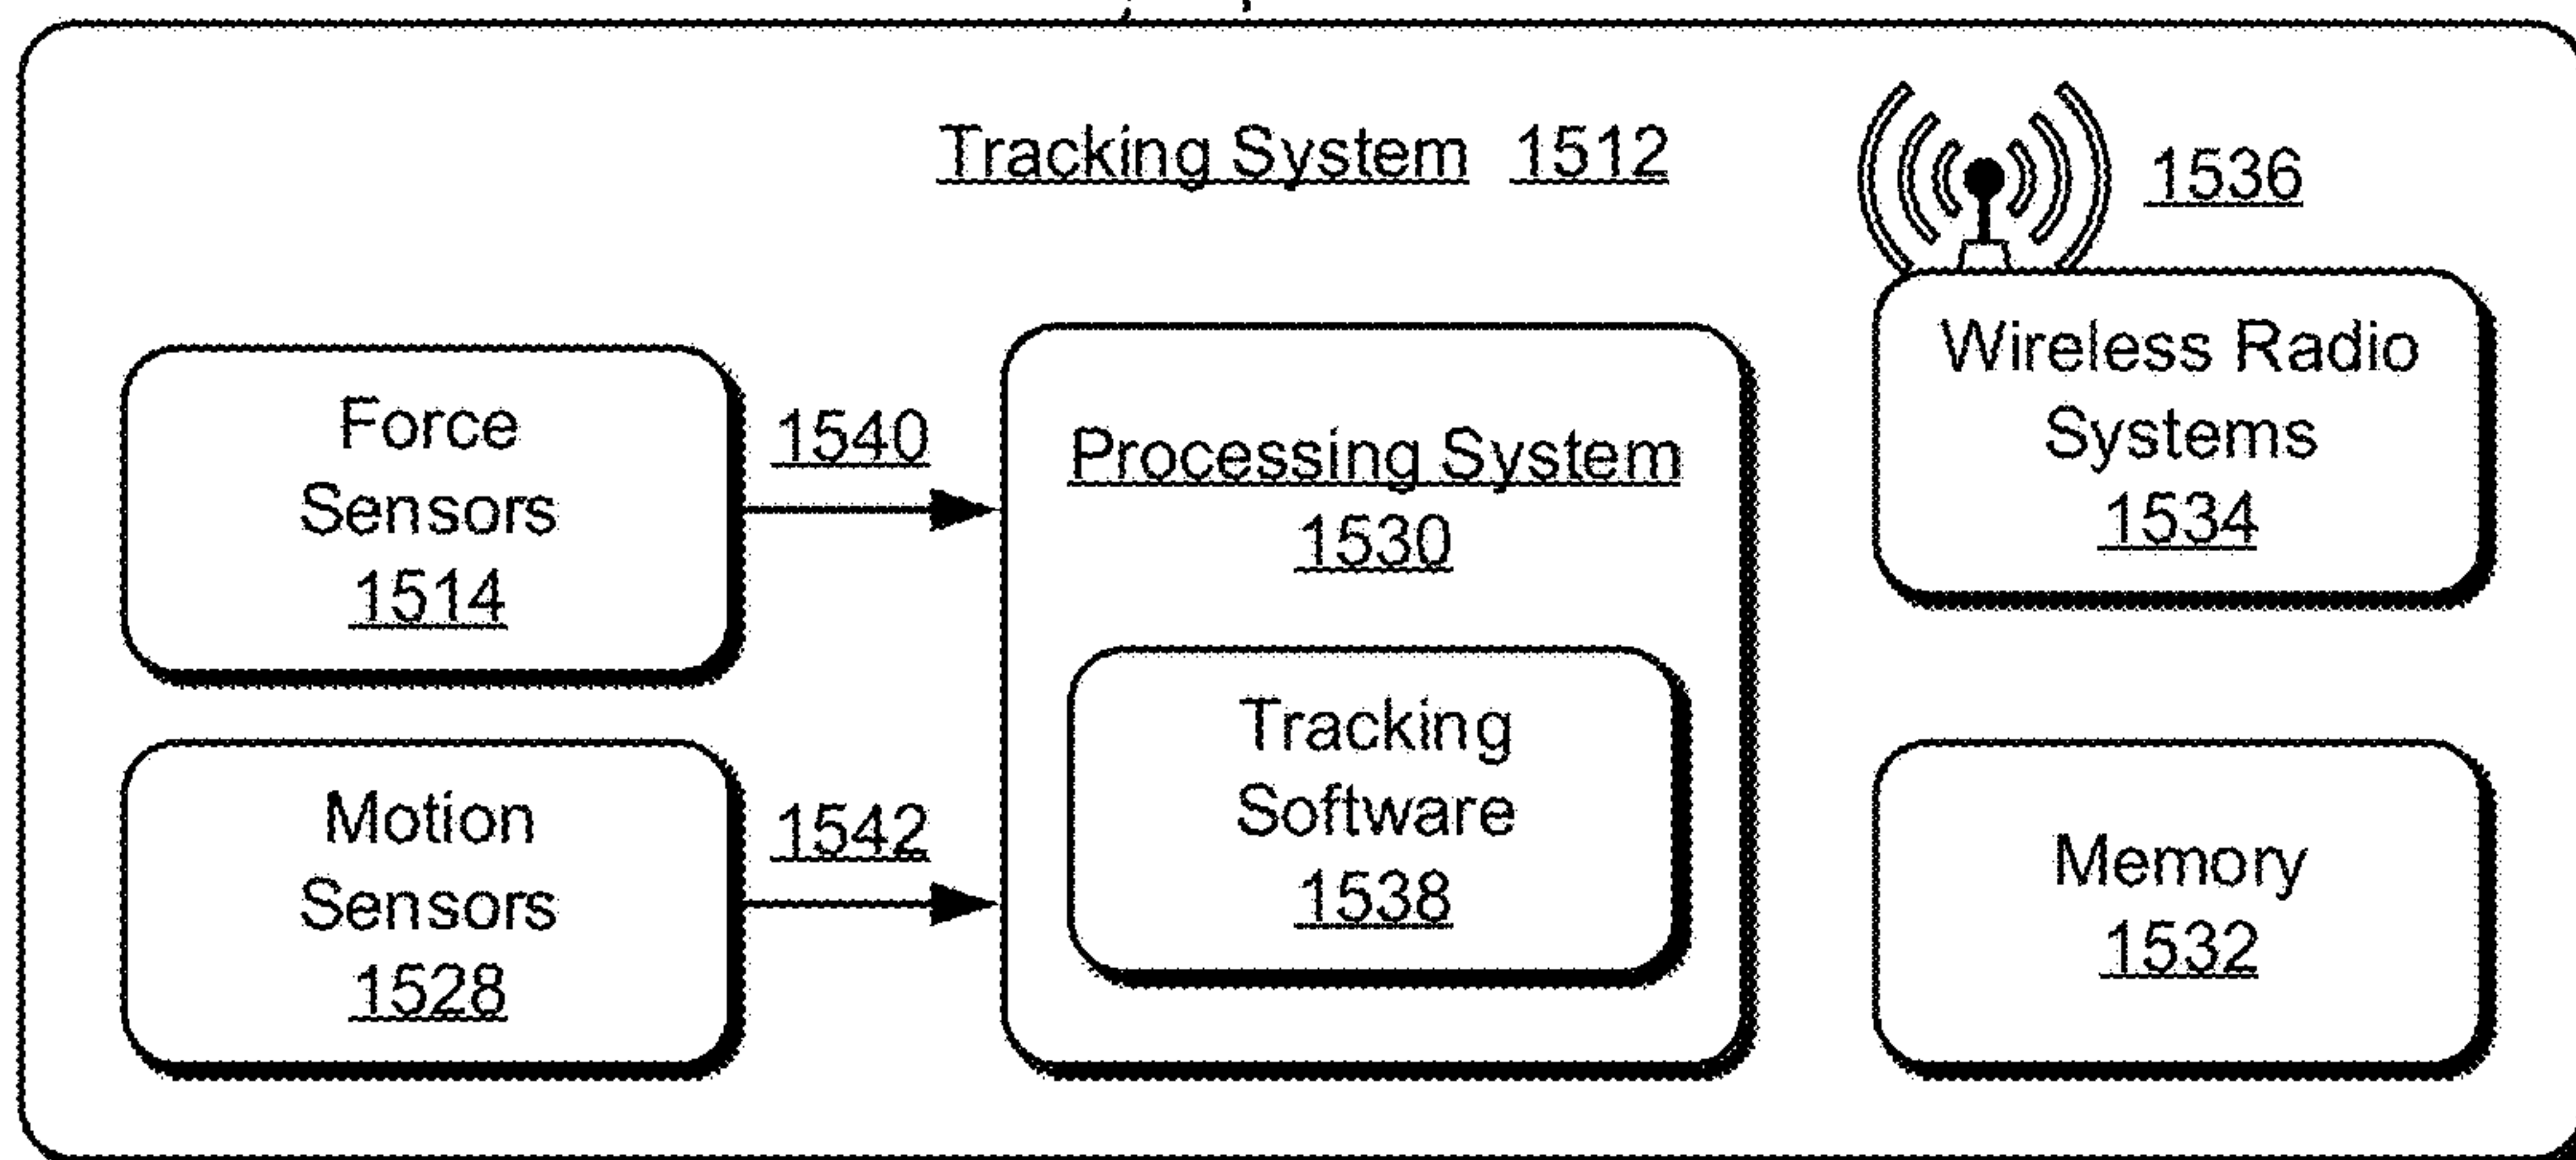 Tracking System 1512
1536
Wireless Radio
Systems
1534
Force
Sensors
1514
1540
Processing System
1530
Tracking
Software
1538
Motion
Sensors
1528
1542
Memory
1532